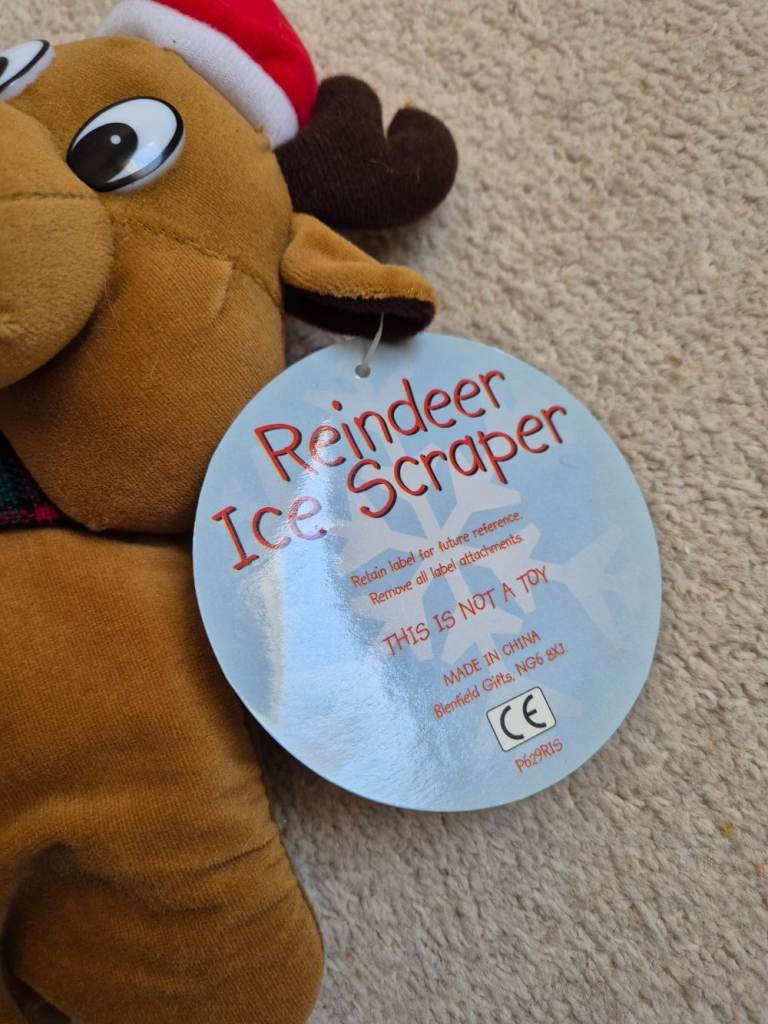 Reindeer
Ice Scraper
Retain label for future reference.
Remove all label attachments.
THIS IS NOT A TOY
MADE IN CHINA
Blenfield Gifts, NG6 8XJ.
CE
P629RIS